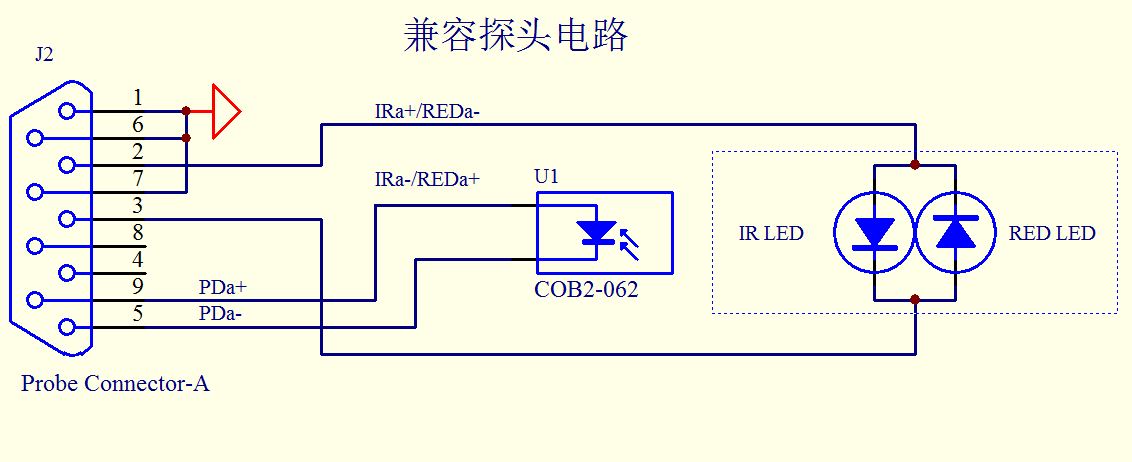 兼容探头电路
J2
1
6
2
7
3
8
4
9
5
IRa+/REDa-
IRa-/REDa+
U1
COB2-062
PDa+
PDa-
IR LED
RED LED
Probe Connector-A